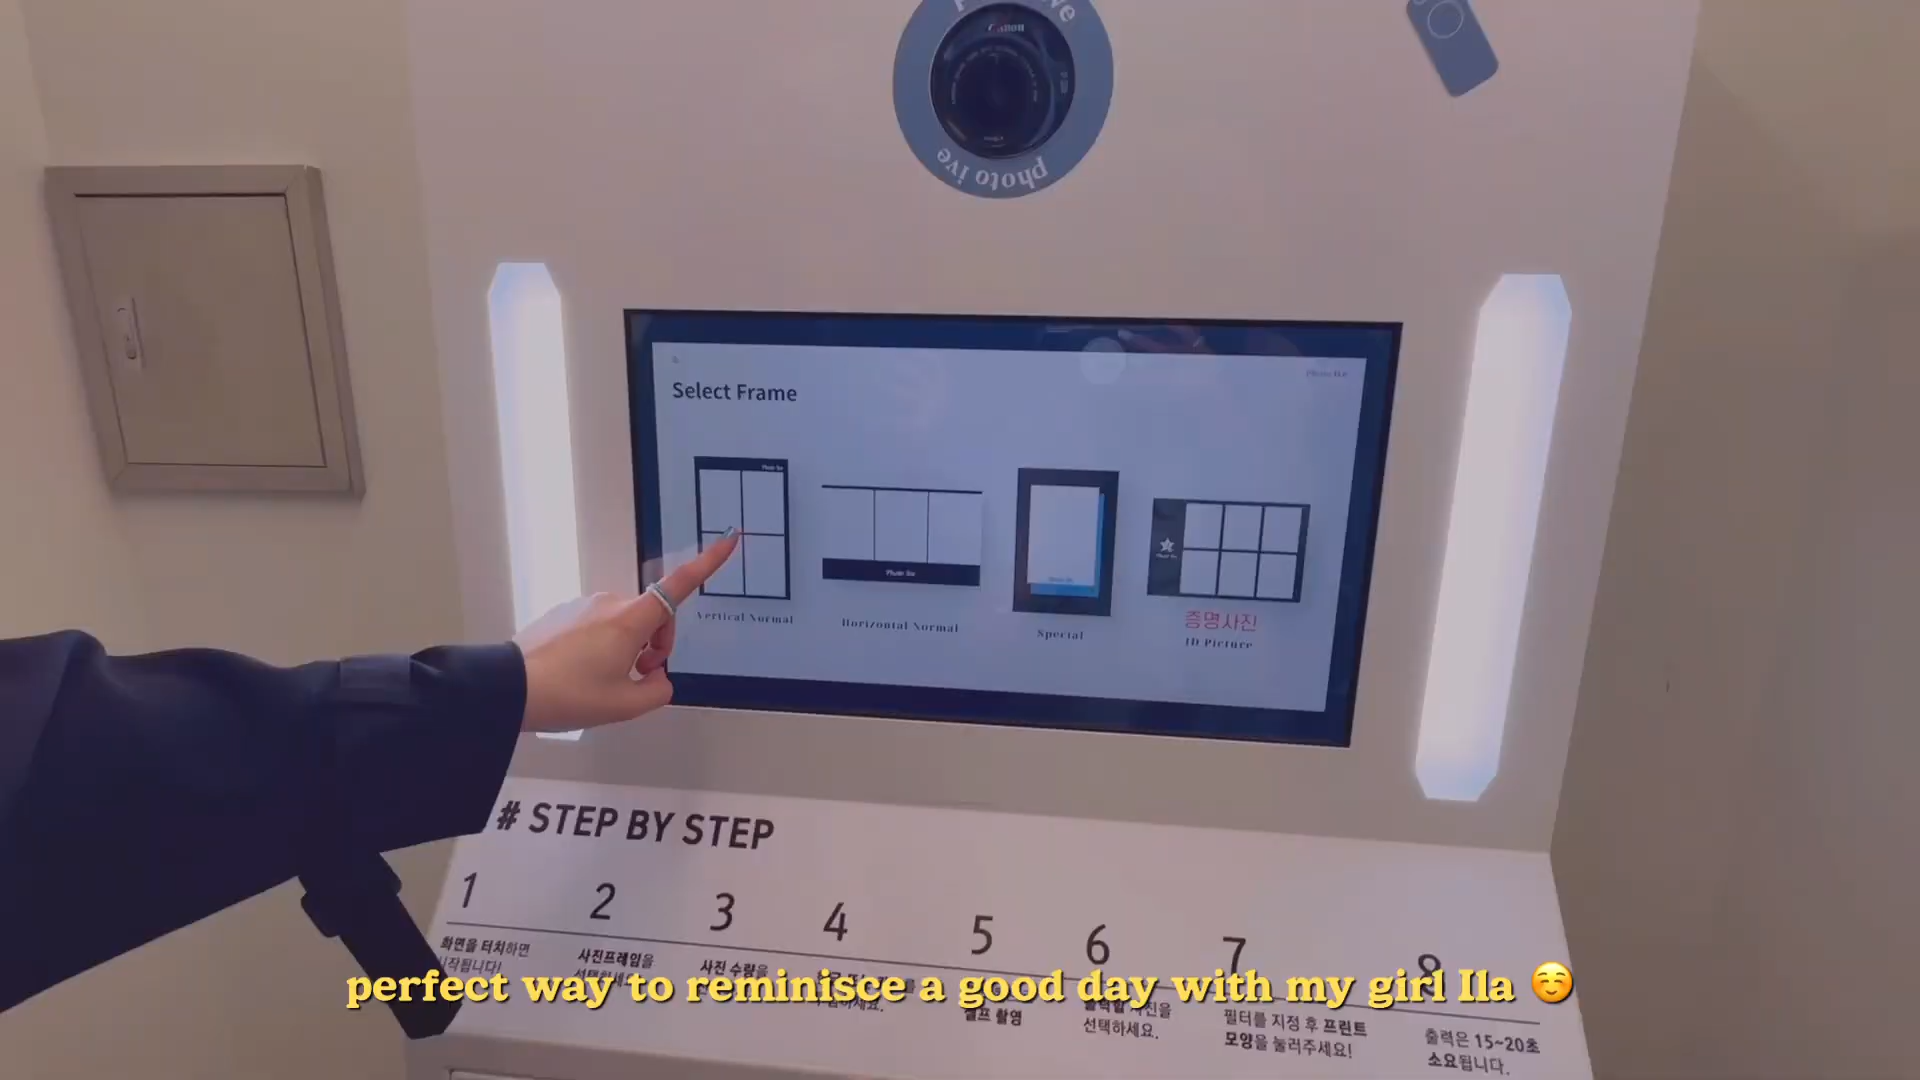 Canon
photo ive
Select Frame
Photo Ive
Vertical Normal
Horizontal Normal
Special
증명사진
ID Picture
# STEP BY STEP
1
2
3
4
5
6
7
8
화면을 터치하면
시작됩니다!
사진프레임을
선택하세요
사진 수량을
셀프 촬영
출력할 사진을
선택하세요.
필터를 지정 후 프린트
모양을 눌러주세요!
출력은 15~20초
소요됩니다.
perfect way to reminisce a good day with my girl Ila ☺️